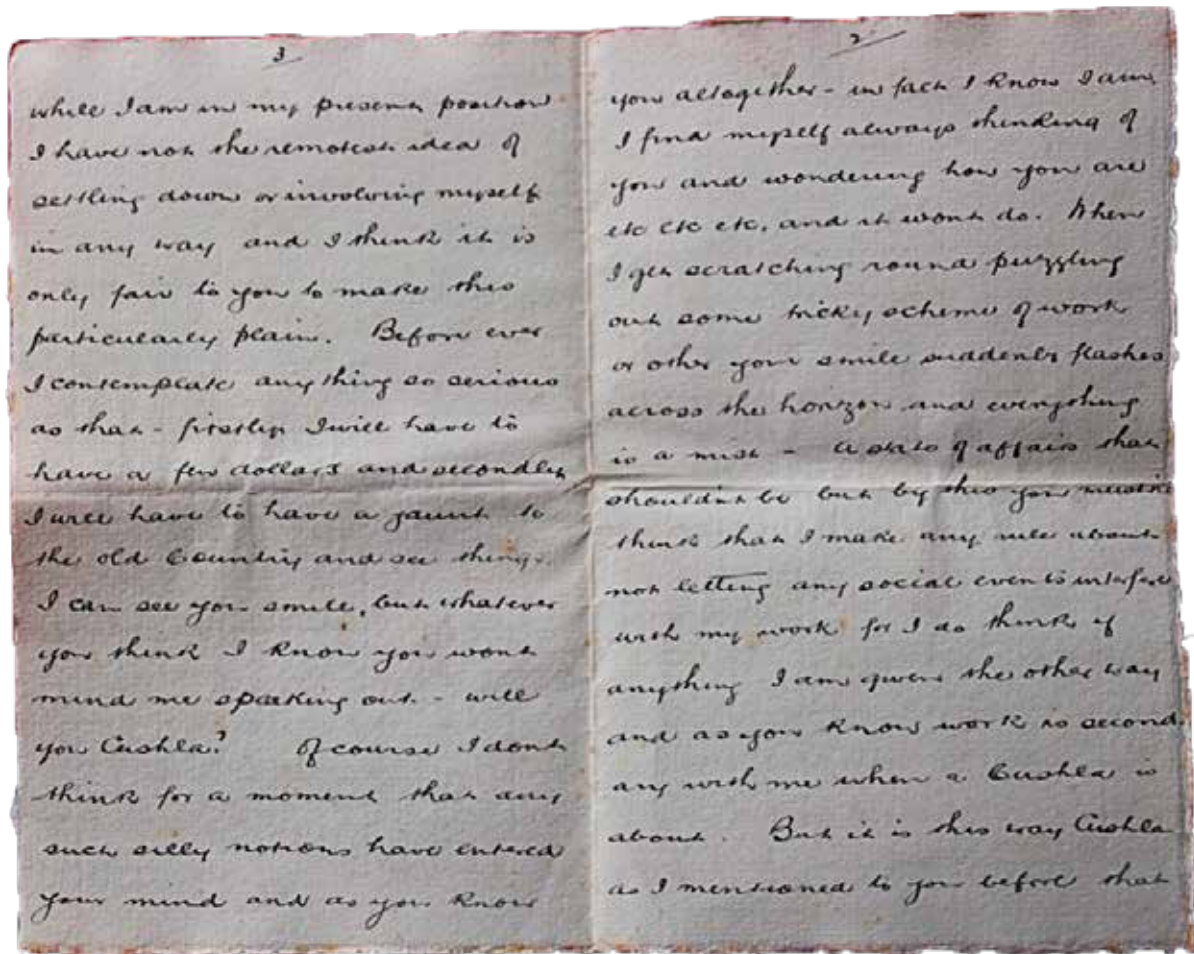 2
you altogether - in fact I know I am
I find myself always thinking of
you and wondering how you are
etc etc etc, and it wont do. When
I get scratching round puzzling
out some tricky scheme of work
or other your smile suddenly flashes
across the horizon and everything
is a mist - A state of affairs that
shouldnt be but by this you mustnt
think that I make any rule about
not letting any social events interfere
with my work for I do think if
anything I am given the other way
and as you know work is second
any with me when a Cushla is
about. But it is this way Cushla
as I mentioned to you before that
3
while I am in my present position
I have not the remotest idea of
settling down or involving myself
in any way and I think it is
only fair to you to make this
particularly plain. Before ever
I contemplate anything so serious
as that - firstly I will have to
have a few dollars and secondly
I will have to have a jaunt to
the old Country and see things.
I can see you smile, but whatever
you think I know you wont
mind me speaking out - will
you Cushla? Of course I dont
think for a moment that any
such silly notions have entered
your mind and as you know